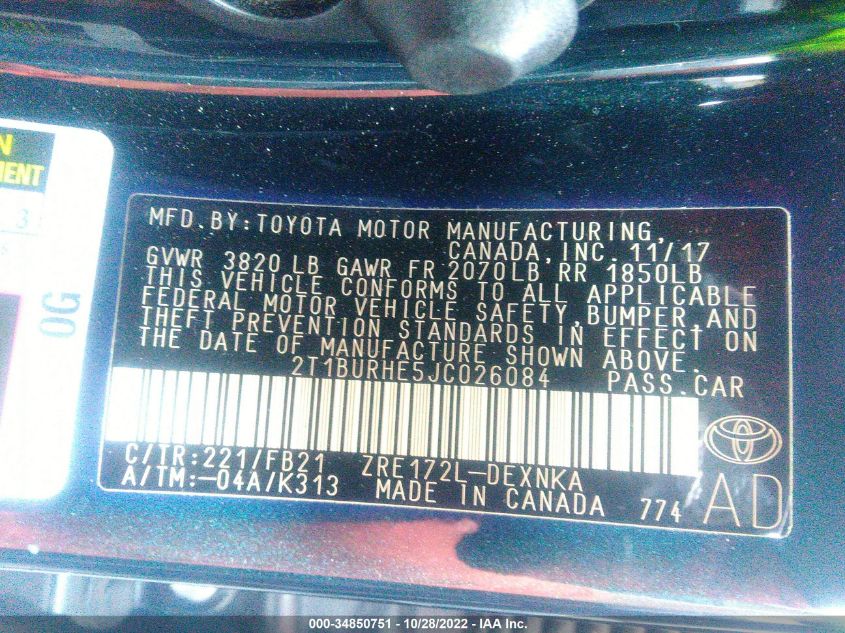 N
MENT
3
OG
MFD.BY:TOYOTA MOTOR MANUFACTURING,
CANADA,INC. 11/17
GVWR 3820 LB GAWR FR 2070LB RR 1850LB
THIS VEHICLE CONFORMS TO ALL APPLICABLE
FEDERAL MOTOR VEHICLE SAFETY,BUMPER,AND
THEFT PREVENTION STANDARDS IN EFFECT ON
THE DATE OF MANUFACTURE SHOWN ABOVE.
2T1BURHE5JC026084 PASS.CAR
C/TR:221/FB21 ZRE172L-DEXNKA
A/TM:-04A/K313 MADE IN CANADA 774
AD
000-34850751 | 10/28/2022 - IAA Inc.